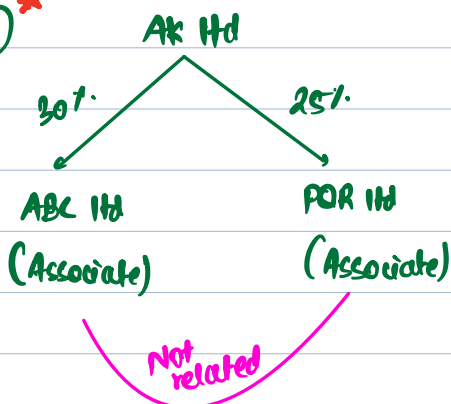 )
AK ltd
30%.
25%.
ABC ltd
PQR ltd
(Associate)
(Associate)
Not
related